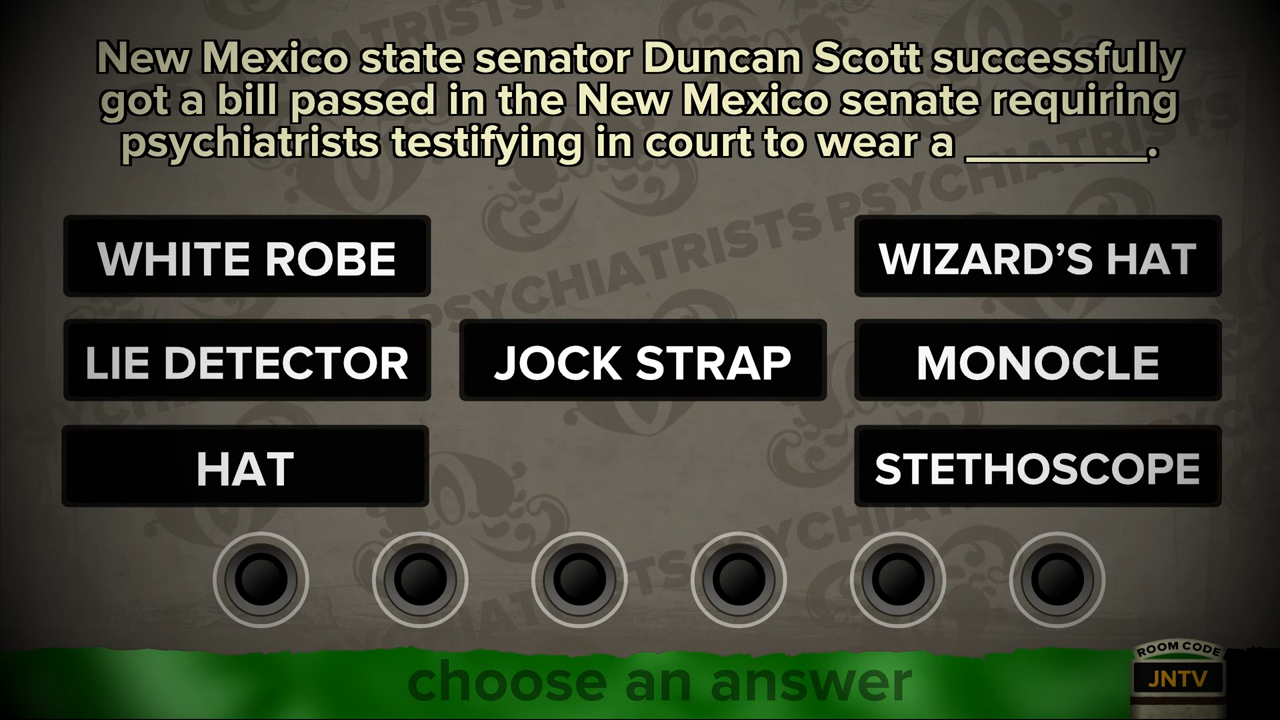 New Mexico state senator Duncan Scott successfully
got a bill passed in the New Mexico senate requiring
psychiatrists testifying in court to wear a ________.
PSYCHIATRISTS
PSYCHIATRISTS
WHITE ROBE
WIZARD'S HAT
LIE DETECTOR
JOCK STRAP
MONOCLE
HAT
STETHOSCOPE
choose an answer
ROOM CODE
JNTV